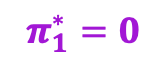 π₁* = 0